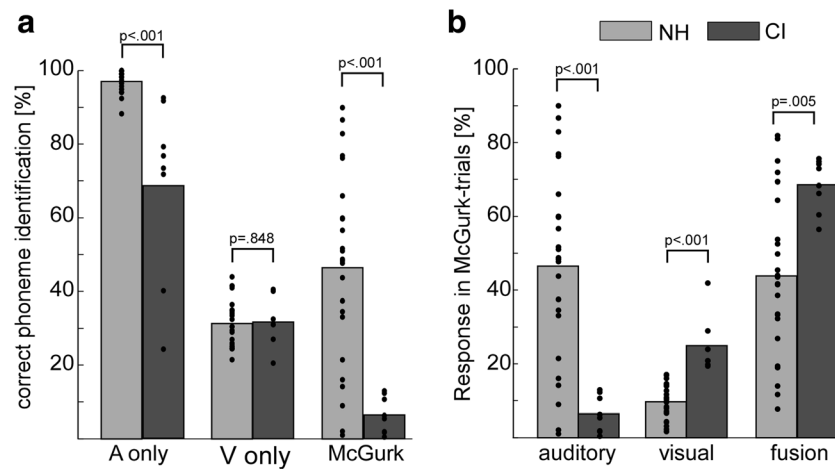 a
correct phoneme identification [%]
100
80
60
40
20
p<.001
p=.848
p<.001
A only
V only
McGurk
b
NH
CI
Response in McGurk-trials [%]
100
80
60
40
20
p<.001
p<.001
p=.005
auditory
visual
fusion